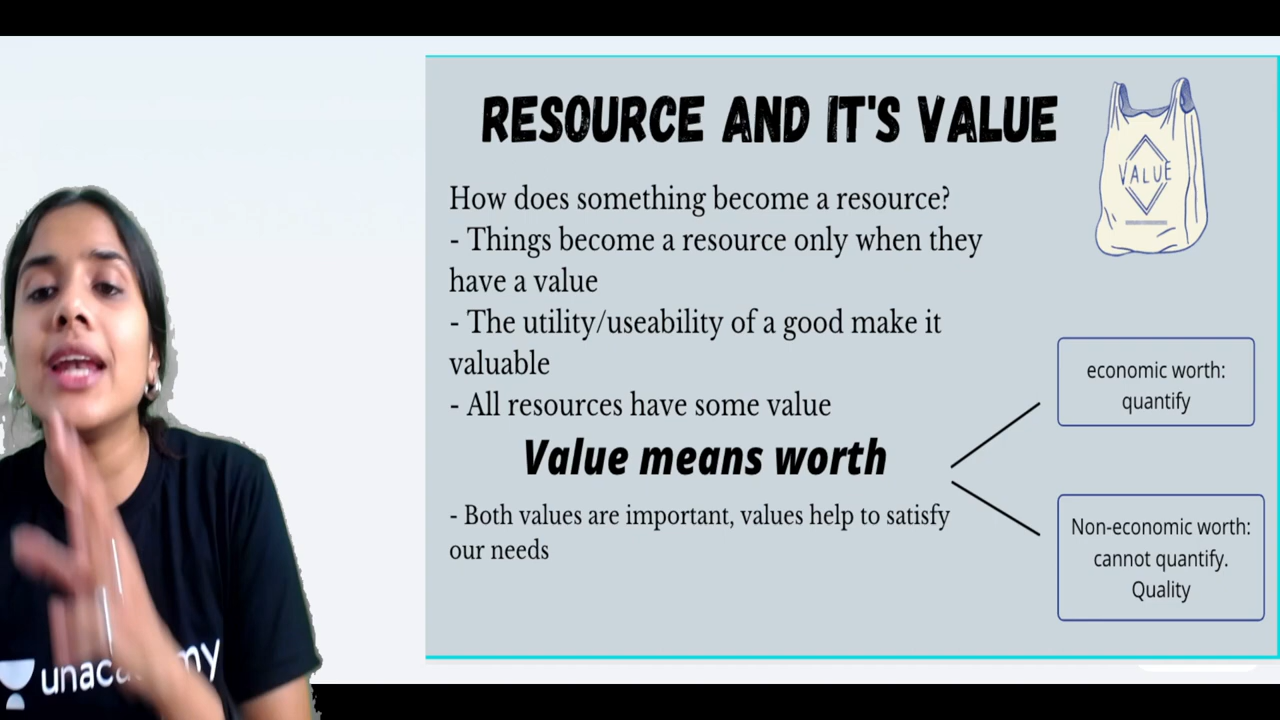 RESOURCE AND IT'S VALUE
VALUE
How does something become a resource?
- Things become a resource only when they
have a value
- The utility/useability of a good make it
valuable
- All resources have some value
Value means worth
- Both values are important, values help to satisfy
our needs
economic worth:
quantify
Non-economic worth:
cannot quantify.
Quality